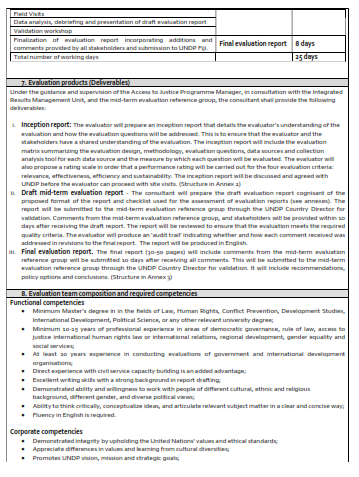 Field Visits
Data analysis, debriefing and presentation of draft evaluation report
Validation workshop
Finalization of evaluation report incorporating additions and
comments provided by all stakeholders and submission to UNDP Fiji.
Final evaluation report
8 days
Total number of working days
25 days
7. Evaluation products (Deliverables)
Under the guidance and supervision of the Access to Justice Programme Manager, in consultation with the Integrated
Results Management Unit, and the mid-term evaluation reference group, the consultant shall provide the following
deliverables:
i. Inception report: The evaluator will prepare an inception report that details the evaluator's understanding of the
evaluation and how the evaluation questions will be addressed. This is to ensure that the evaluator and the
stakeholders have a shared understanding of the evaluation. The inception report will include the evaluation
matrix summarizing the evaluation design, methodology, evaluation questions, data sources and collection
analysis tool for each data source and the measure by which each question will be evaluated. The evaluator will
also propose a rating scale in order that a performance rating will be carried out for the four evaluation criteria:
relevance, effectiveness, efficiency and sustainability. The inception report will be discussed and agreed with
UNDP before the evaluator can proceed with site visits. (Structure in Annex 2)
ii. Draft mid-term evaluation report - The consultant will prepare the draft evaluation report cognisant of the
proposed format of the report and checklist used for the assessment of evaluation reports (see annexes). The
report will be submitted to the mid-term evaluation reference group through the UNDP Country Director for
validation. Comments from the mid-term evaluation reference group, and stakeholders will be provided within 10
days after receiving the draft report. The report will be reviewed to ensure that the evaluation meets the required
quality criteria. The evaluator will produce an 'audit trail' indicating whether and how each comment received was
addressed in revisions to the final report. The report will be produced in English.
iii. Final evaluation report. The final report (30-50 pages) will include comments from the mid-term evaluation
reference group will be submitted 10 days after receiving all comments. This will be submitted to the mid-term
evaluation reference group through the UNDP Country Director for validation. It will include recommendations,
policy options and conclusions. (Structure in Annex 3)
8. Evaluation team composition and required competencies
Functional competencies
• Minimum Master's degree in in the fields of Law, Human Rights, Conflict Prevention, Development Studies,
International Development, Political Science, or any other relevant university degree;
• Minimum 10-15 years of professional experience in areas of democratic governance, rule of law, access to
justice international human rights law or international relations, regional development, gender equality and
social services;
• At least 10 years experience in conducting evaluations of government and international development
organisations;
• Direct experience with civil service capacity building is an added advantage;
• Excellent writing skills with a strong background in report drafting;
• Demonstrated ability and willingness to work with people of different cultural, ethnic and religious
background, different gender, and diverse political views;
• Ability to think critically, conceptualize ideas, and articulate relevant subject matter in a clear and concise way;
• Fluency in English is required.
Corporate competencies
• Demonstrated integrity by upholding the United Nations' values and ethical standards;
• Appreciate differences in values and learning from cultural diversities;
• Promotes UNDP vision, mission and strategic goals;